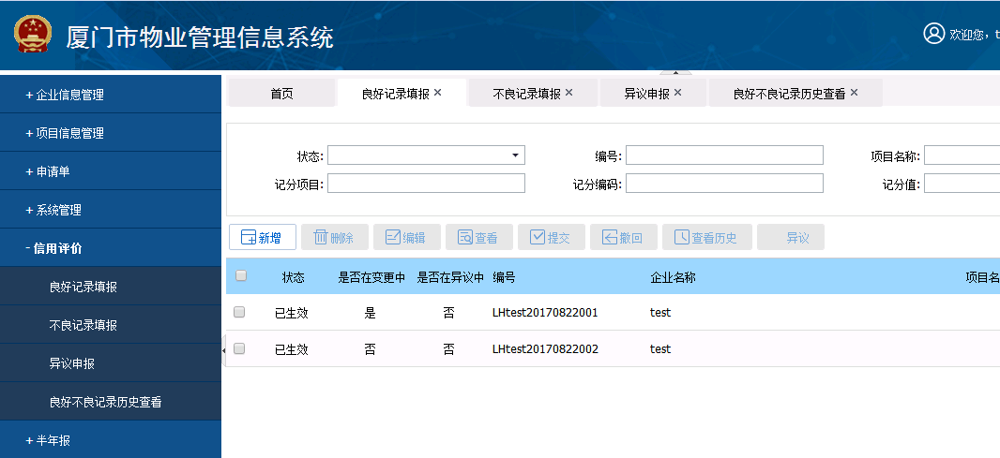 厦门市物业管理信息系统
欢迎您，t
+ 企业信息管理
+ 项目信息管理
+ 申请单
+ 系统管理
- 信用评价
良好记录填报
不良记录填报
异议申报
良好不良记录历史查看
+ 半年报
首页 良好记录填报 × 不良记录填报 × 异议申报 × 良好不良记录历史查看 ×
状态: 编号: 项目名称:
记分项目: 记分编码: 记分值:
新增 删除 编辑 查看 提交 撤回 查看历史 异议
状态 是否在变更中 是否在异议中 编号 企业名称 项目名
已生效 是 否 LHtest20170822001 test
已生效 否 否 LHtest20170822002 test